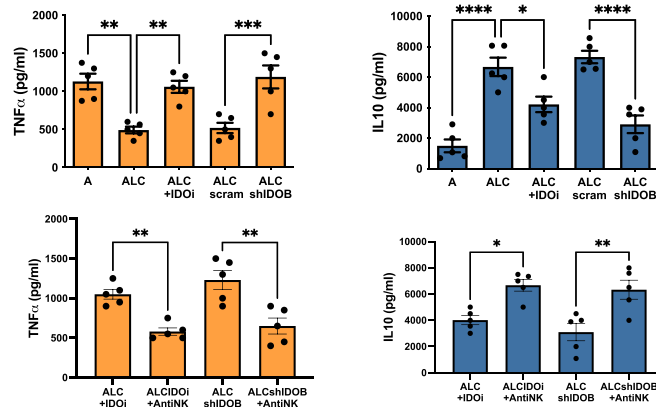 ** ** ***
TNFα (pg/ml)
2000
1500
1000
500
0
A ALC ALC ALC ALC
+IDOi scram shIDOB
**** * ****
IL10 (pg/ml)
10000
8000
6000
4000
2000
0
A ALC ALC ALC ALC
+IDOi scram shIDOB
** **
TNFα (pg/ml)
2000
1500
1000
500
0
ALC ALCIDOi ALC ALCshIDOB
+IDOi +AntiNK shIDOB +AntiNK
* **
IL10 (pg/ml)
10000
8000
6000
4000
2000
0
ALC ALCIDOi ALC ALCshIDOB
+IDOi +AntiNK shIDOB +AntiNK